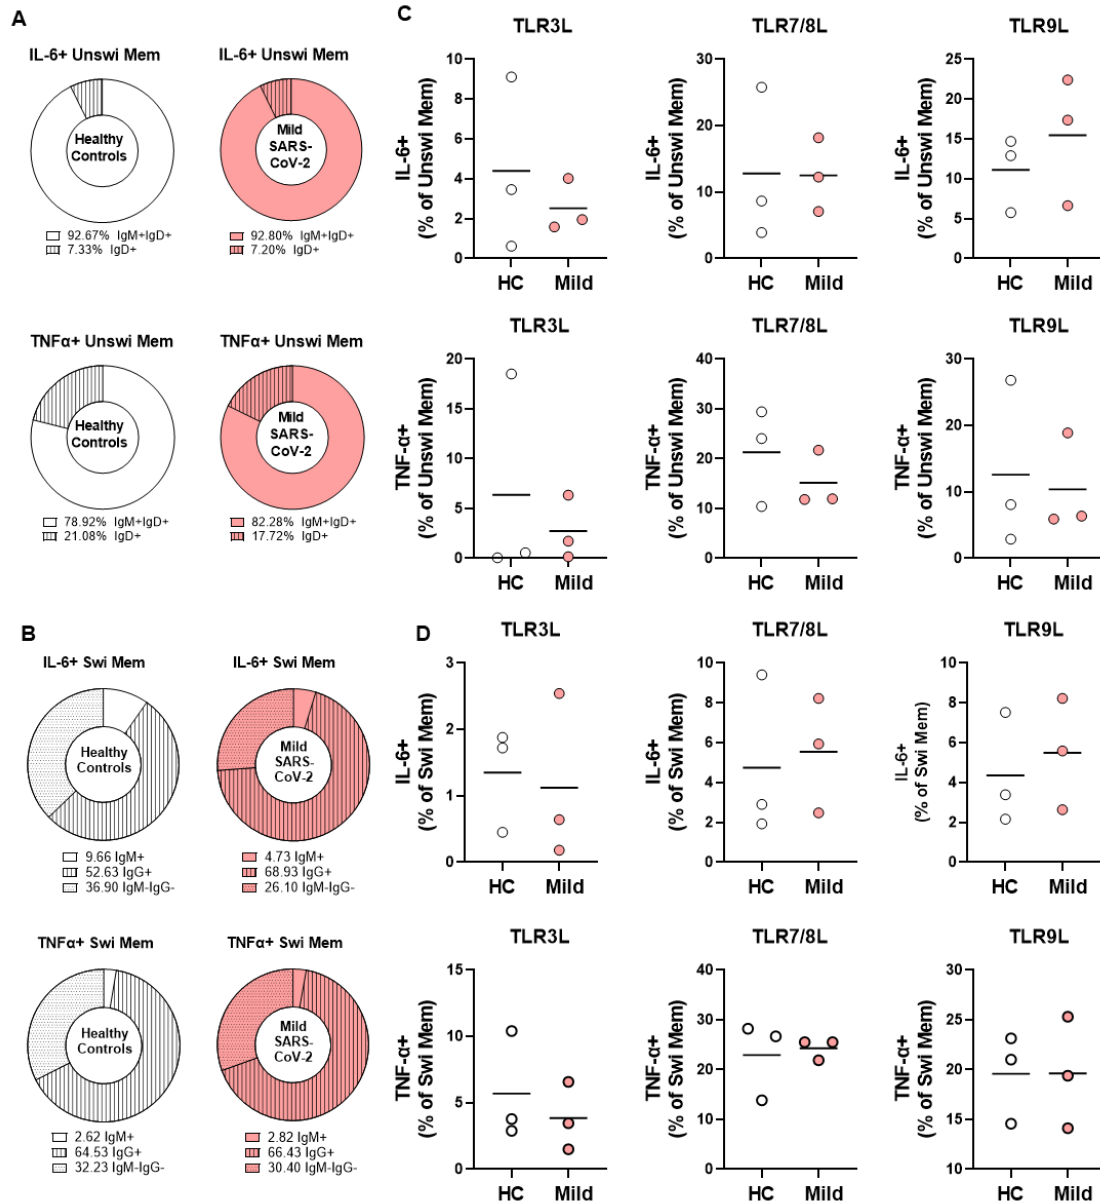 A
IL-6+ Unswi Mem
IL-6+ Unswi Mem
Healthy
Controls
Mild
SARS-
CoV-2
92.67% IgM+IgD+
7.33% IgD+
92.80% IgM+IgD+
7.20% IgD+
TNFα+ Unswi Mem
TNFα+ Unswi Mem
Healthy
Controls
Mild
SARS-
CoV-2
78.92% IgM+IgD+
21.08% IgD+
82.28% IgM+IgD+
17.72% IgD+
C
TLR3L
IL-6+
(% of Unswi Mem)
10
8
6
4
2
0
HC Mild
TLR7/8L
IL-6+
(% of Unswi Mem)
30
20
10
0
HC Mild
TLR9L
IL-6+
(% of Unswi Mem)
25
20
15
10
5
0
HC Mild
TLR3L
TNF-α+
(% of Unswi Mem)
20
15
10
5
0
HC Mild
TLR7/8L
TNF-α+
(% of Unswi Mem)
40
30
20
10
0
HC Mild
TLR9L
TNF-α+
(% of Unswi Mem)
30
20
10
0
HC Mild
B
IL-6+ Swi Mem
IL-6+ Swi Mem
Healthy
Controls
Mild
SARS-
CoV-2
9.66 IgM+
52.63 IgG+
36.90 IgM-IgG-
4.73 IgM+
68.93 IgG+
26.10 IgM-IgG-
TNFα+ Swi Mem
TNFα+ Swi Mem
Healthy
Controls
Mild
SARS-
CoV-2
2.62 IgM+
64.53 IgG+
32.23 IgM-IgG-
2.82 IgM+
66.43 IgG+
30.40 IgM-IgG-
D
TLR3L
IL-6+
(% of Swi Mem)
3
2
1
0
HC Mild
TLR7/8L
IL-6+
(% of Swi Mem)
10
8
6
4
2
0
HC Mild
TLR9L
IL-6+
(% of Swi Mem)
10
8
6
4
2
0
HC Mild
TLR3L
TNF-α+
(% of Swi Mem)
15
10
5
0
HC Mild
TLR7/8L
TNF-α+
(% of Swi Mem)
40
30
20
10
0
HC Mild
TLR9L
TNF-α+
(% of Swi Mem)
30
25
20
15
10
HC Mild